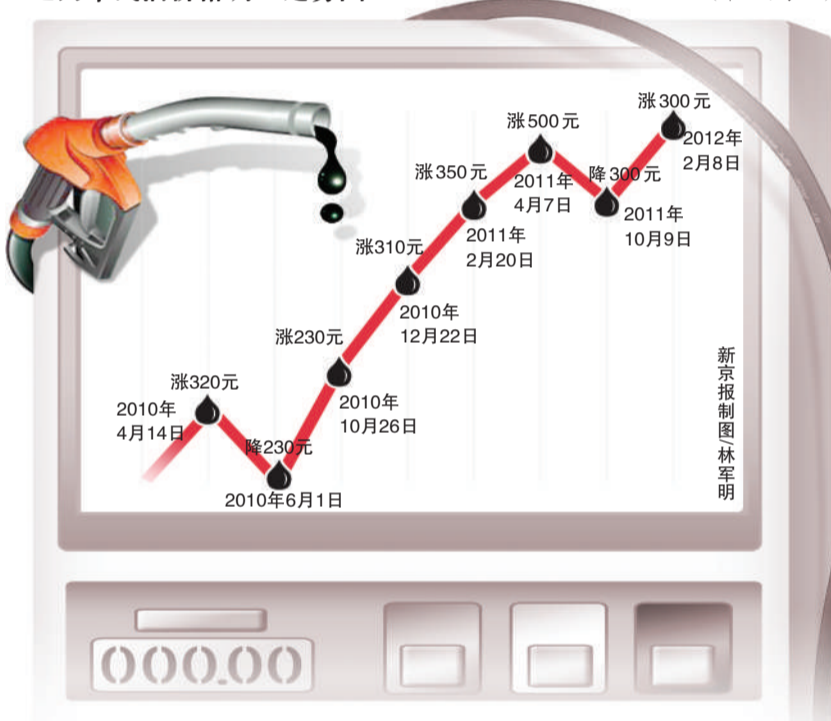 涨320元
2010年
4月14日
降230元
2010年6月1日
涨230元
2010年
10月26日
涨310元
2010年
12月22日
涨350元
2011年
2月20日
涨500元
2011年
4月7日
降300元
2011年
10月9日
涨300元
2012年
2月8日
新京报制图/林军明
000.00